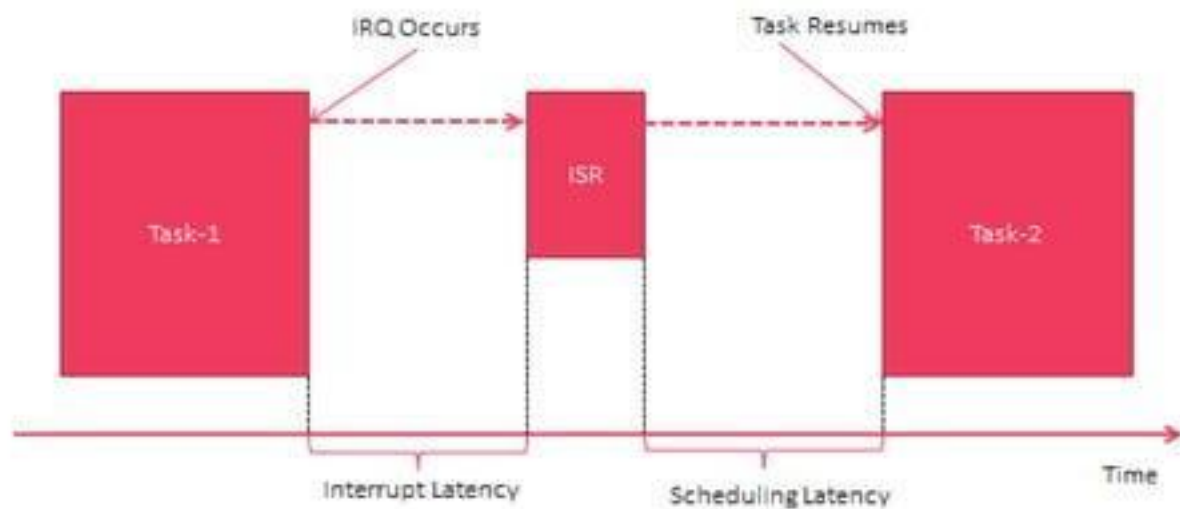 IRQ Occurs
Task Resumes
ISR
Task-1
Task-2
Time
Interrupt Latency
Scheduling Latency